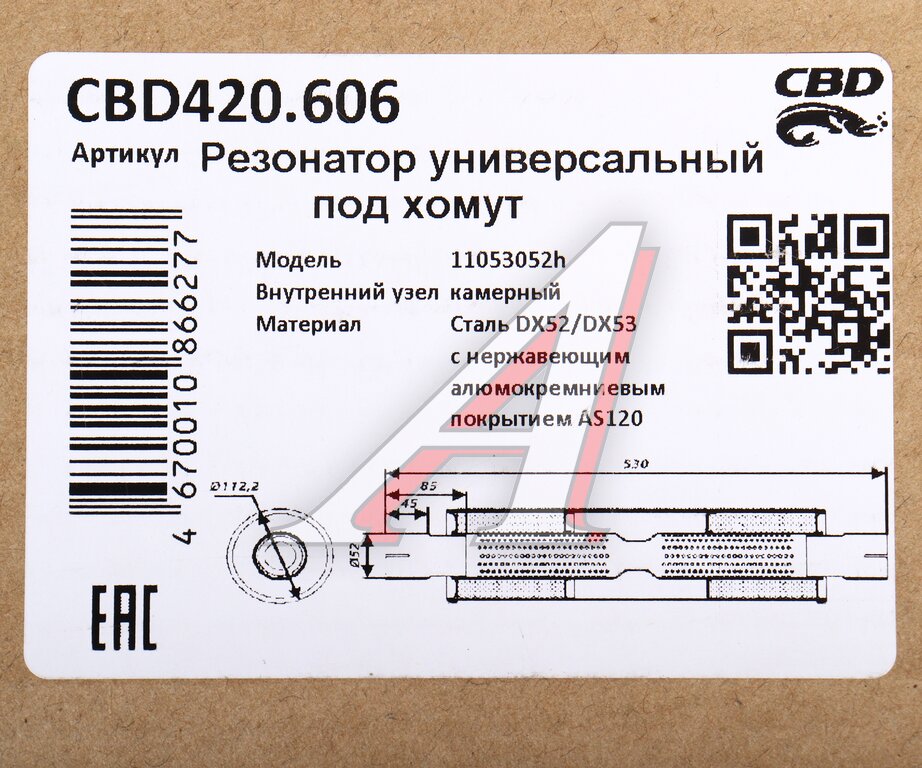 CBD420.606
CBD
Артикул
Резонатор универсальный
под хомут
Модель 11053052h
Внутренний узел камерный
Материал Сталь DX52/DX53
с нержавеющим
алюмокремниевым
покрытием AS120
4 670010 866277
530
85
45
Ø112,2
Ø52
EAC